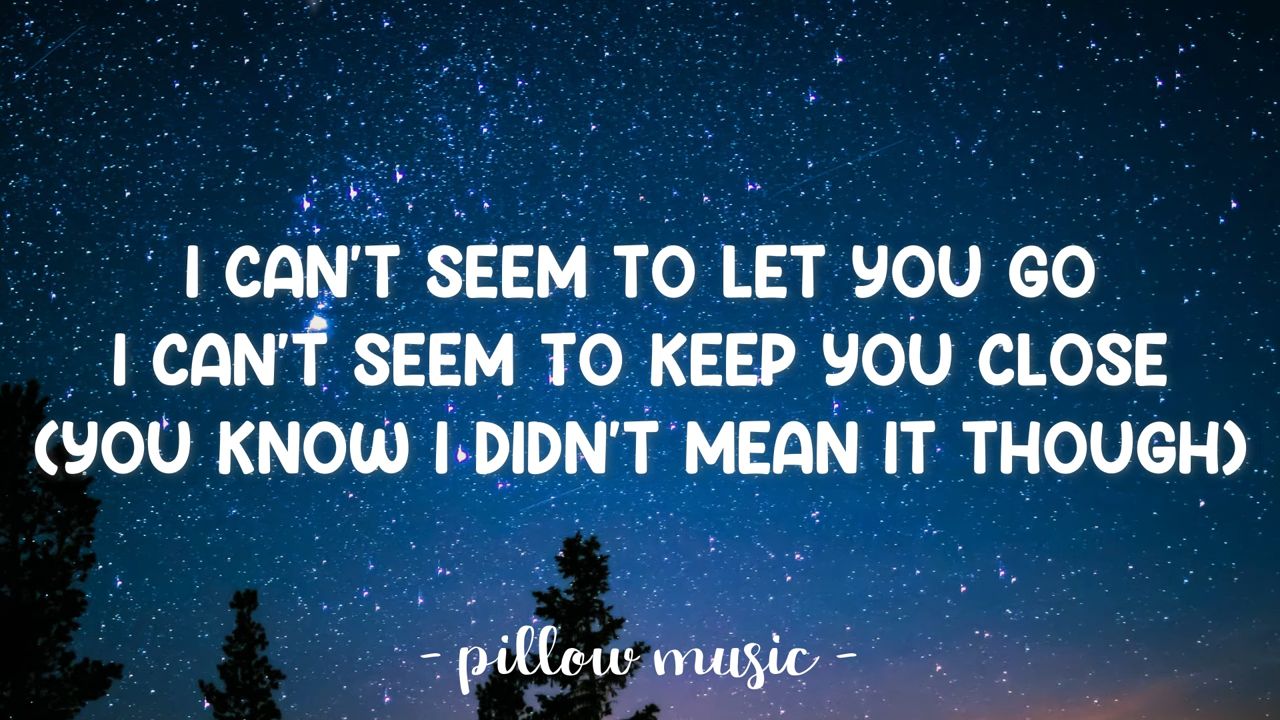 I CAN'T SEEM TO LET YOU GO
I CAN'T SEEM TO KEEP YOU CLOSE
(YOU KNOW I DIDN'T MEAN IT THOUGH)
- pillow music -